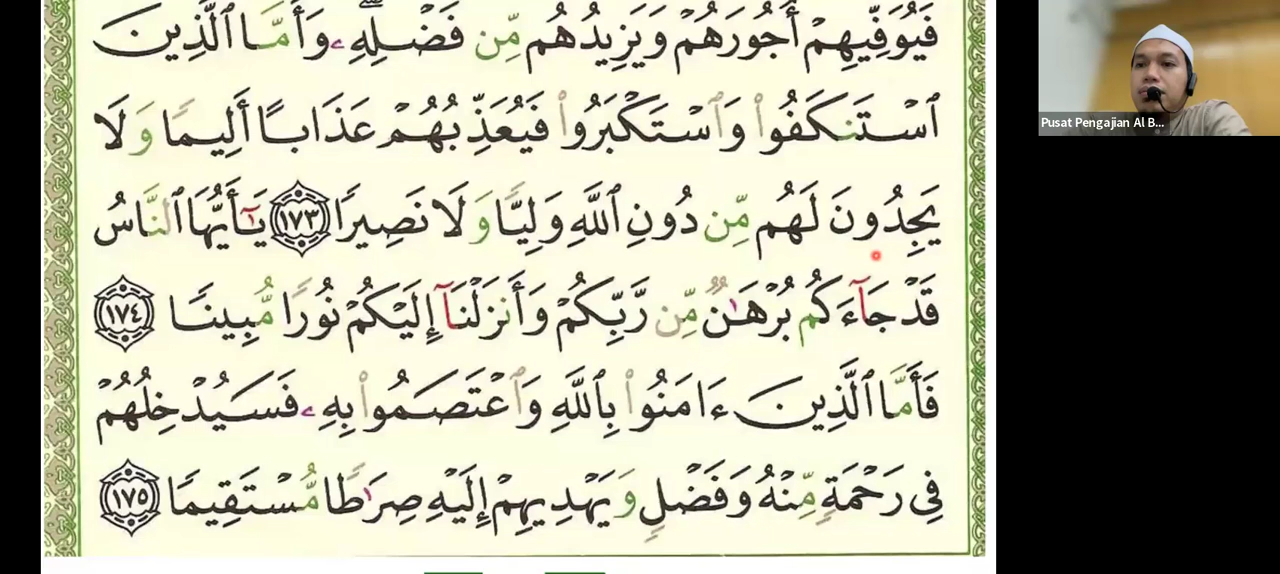 فَيُوَفِّيهِمْ أُجُورَهُمْ وَيَزِيدُهُم مِّن فَضْلِهِۦۖ وَأَمَّا ٱلَّذِينَ
ٱسْتَنكَفُوا۟ وَٱسْتَكْبَرُوا۟ فَيُعَذِّبُهُمْ عَذَابًا أَلِيمًا وَلَا
يَجِدُونَ لَهُم مِّن دُونِ ٱللَّهِ وَلِيًّا وَلَا نَصِيرًا ١٧٣ يَٰٓأَيُّهَا ٱلنَّاسُ
قَدْ جَآءَكُم بُرْهَٰنٌ مِّن رَّبِّكُمْ وَأَنزَلْنَآ إِلَيْكُمْ نُورًا مُّبِينًا ١٧٤
فَأَمَّا ٱلَّذِينَ ءَامَنُوا۟ بِٱللَّهِ وَٱعْتَصَمُوا۟ بِهِۦ فَسَيُدْخِلُهُمْ
فِى رَحْمَةٍ مِّنْهُ وَفَضْلٍ وَيَهْدِيهِمْ إِلَيْهِ صِرَٰطًا مُّسْتَقِيمًا ١٧٥
Pusat Pengajian Al B...